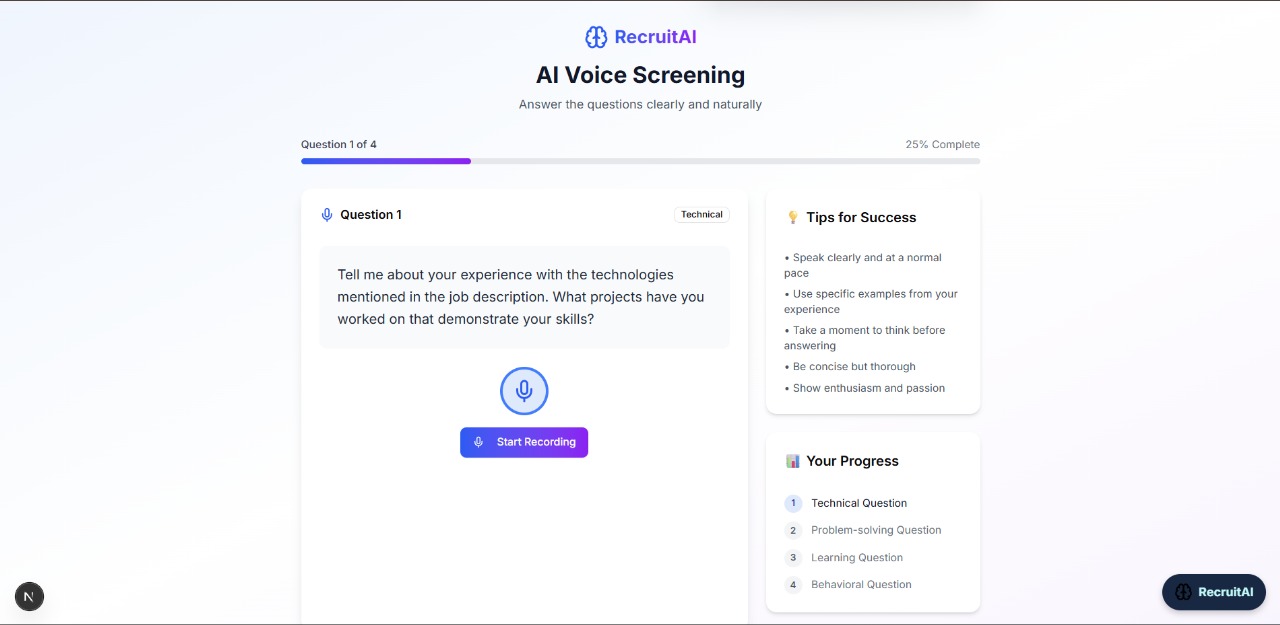 RecruitAI
AI Voice Screening
Answer the questions clearly and naturally
Question 1 of 4
25% Complete
Question 1
Technical
Tell me about your experience with the technologies
mentioned in the job description. What projects have you
worked on that demonstrate your skills?
Start Recording
Tips for Success
• Speak clearly and at a normal
pace
• Use specific examples from your
experience
• Take a moment to think before
answering
• Be concise but thorough
• Show enthusiasm and passion
Your Progress
1 Technical Question
2 Problem-solving Question
3 Learning Question
4 Behavioral Question
N
RecruitAI